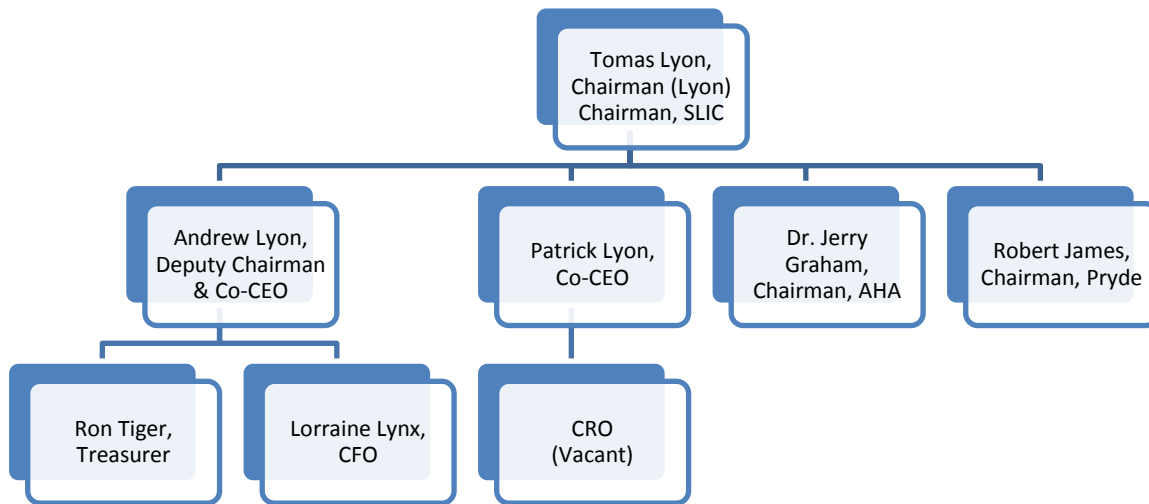 Tomas Lyon,
Chairman (Lyon)
Chairman, SLIC
Andrew Lyon,
Deputy Chairman
& Co-CEO
Patrick Lyon,
Co-CEO
Dr. Jerry
Graham,
Chairman, AHA
Robert James,
Chairman, Pryde
Ron Tiger,
Treasurer
Lorraine Lynx,
CFO
CRO
(Vacant)